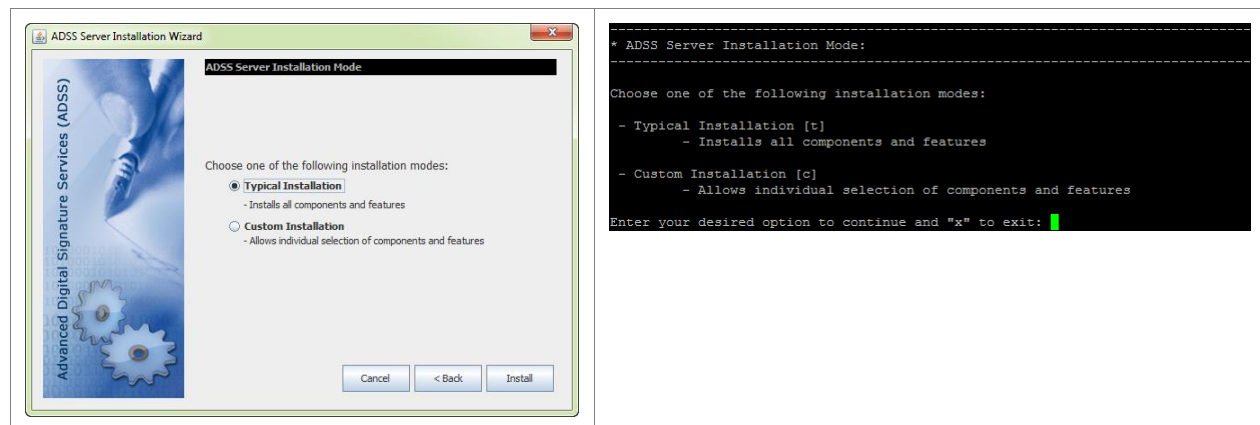 ADSS Server Installation Wizard
Advanced Digital Signature Services (ADSS)
ADSS Server Installation Mode
Choose one of the following installation modes:
Typical Installation
- Installs all components and features
Custom Installation
- Allows individual selection of components and features
Cancel
< Back
Install
* ADSS Server Installation Mode:
Choose one of the following installation modes:
- Typical Installation [t]
- Installs all components and features
- Custom Installation [c]
- Allows individual selection of components and features
Enter your desired option to continue and "x" to exit: